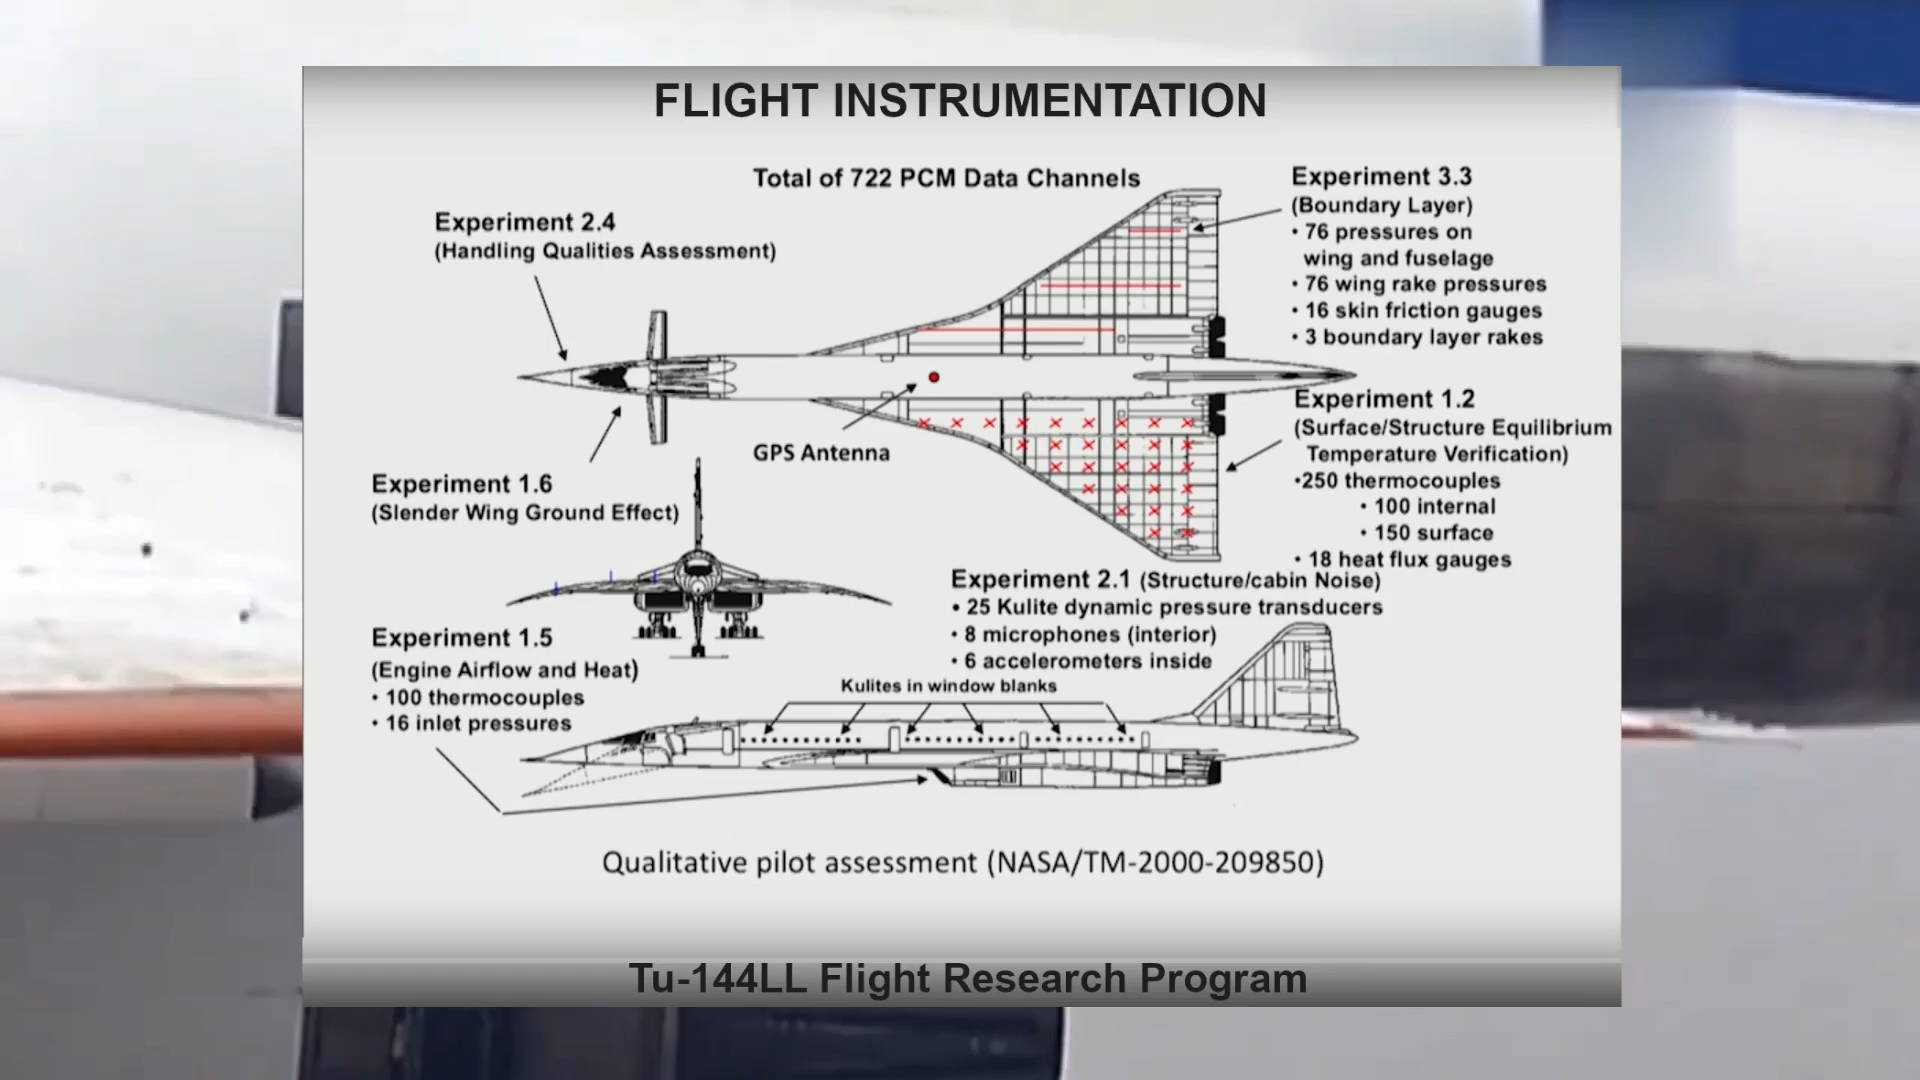 FLIGHT INSTRUMENTATION
Total of 722 PCM Data Channels
Experiment 2.4
(Handling Qualities Assessment)
Experiment 3.3
(Boundary Layer)
• 76 pressures on
wing and fuselage
• 76 wing rake pressures
• 16 skin friction gauges
• 3 boundary layer rakes
GPS Antenna
Experiment 1.6
(Slender Wing Ground Effect)
Experiment 1.2
(Surface/Structure Equilibrium
Temperature Verification)
•250 thermocouples
• 100 internal
• 150 surface
• 18 heat flux gauges
Experiment 2.1 (Structure/cabin Noise)
• 25 Kulite dynamic pressure transducers
• 8 microphones (interior)
• 6 accelerometers inside
Experiment 1.5
(Engine Airflow and Heat)
• 100 thermocouples
• 16 inlet pressures
Kulites in window blanks
Qualitative pilot assessment (NASA/TM-2000-209850)
Tu-144LL Flight Research Program